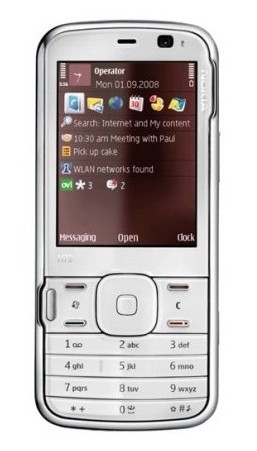 Operator
Mon 01.09.2008
NOKIA
Search: Internet and My content
10:30 am Meeting with Paul
Pick up cake
WLAN networks found
ovi 3 2
Messaging Open Clock
C
1 2 abc 3 def
4 ghi 5 jkl 6 mno
7 pqrs 8 tuv 9 wxyz
* + 0 #